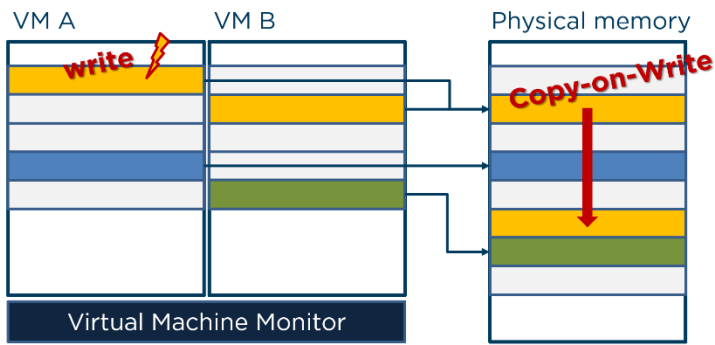 VM A
VM B
Physical memory
write
Copy-on-Write
Virtual Machine Monitor